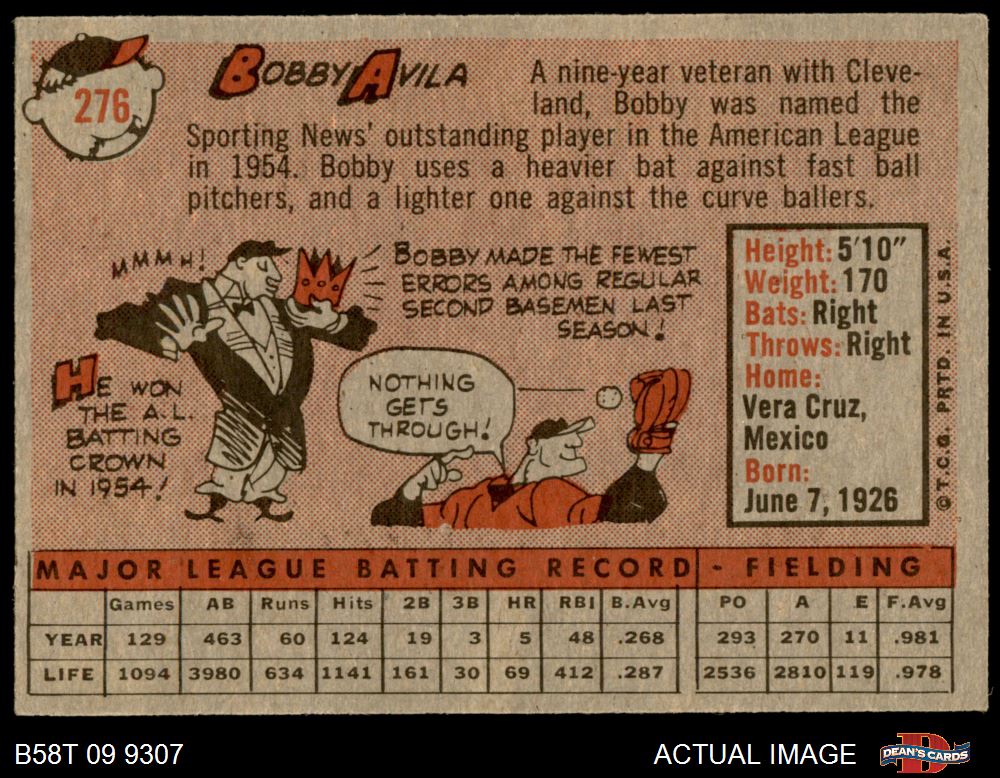 276
BOBBY AVILA
A nine-year veteran with Cleve-
land, Bobby was named the
Sporting News' outstanding player in the American League
in 1954. Bobby uses a heavier bat against fast ball
pitchers, and a lighter one against the curve ballers.
MMMH!
HE WON
THE A.L.
BATTING
CROWN
IN 1954!
BOBBY MADE THE FEWEST
ERRORS AMONG REGULAR
SECOND BASEMEN LAST
SEASON!
NOTHING
GETS
THROUGH!
Height: 5'10"
Weight: 170
Bats: Right
Throws: Right
Home:
Vera Cruz,
Mexico
Born:
June 7, 1926
© T.C.G. PRTD. IN U.S.A.
MAJOR LEAGUE BATTING RECORD - FIELDING
Games AB Runs Hits 2B 3B HR RBI B.Avg PO A E F.Avg
YEAR 129 463 60 124 19 3 5 48 .268 293 270 11 .981
LIFE 1094 3980 634 1141 161 30 69 412 .287 2536 2810 119 .978
B58T 09 9307
ACTUAL IMAGE
D
DEAN'S CARDS